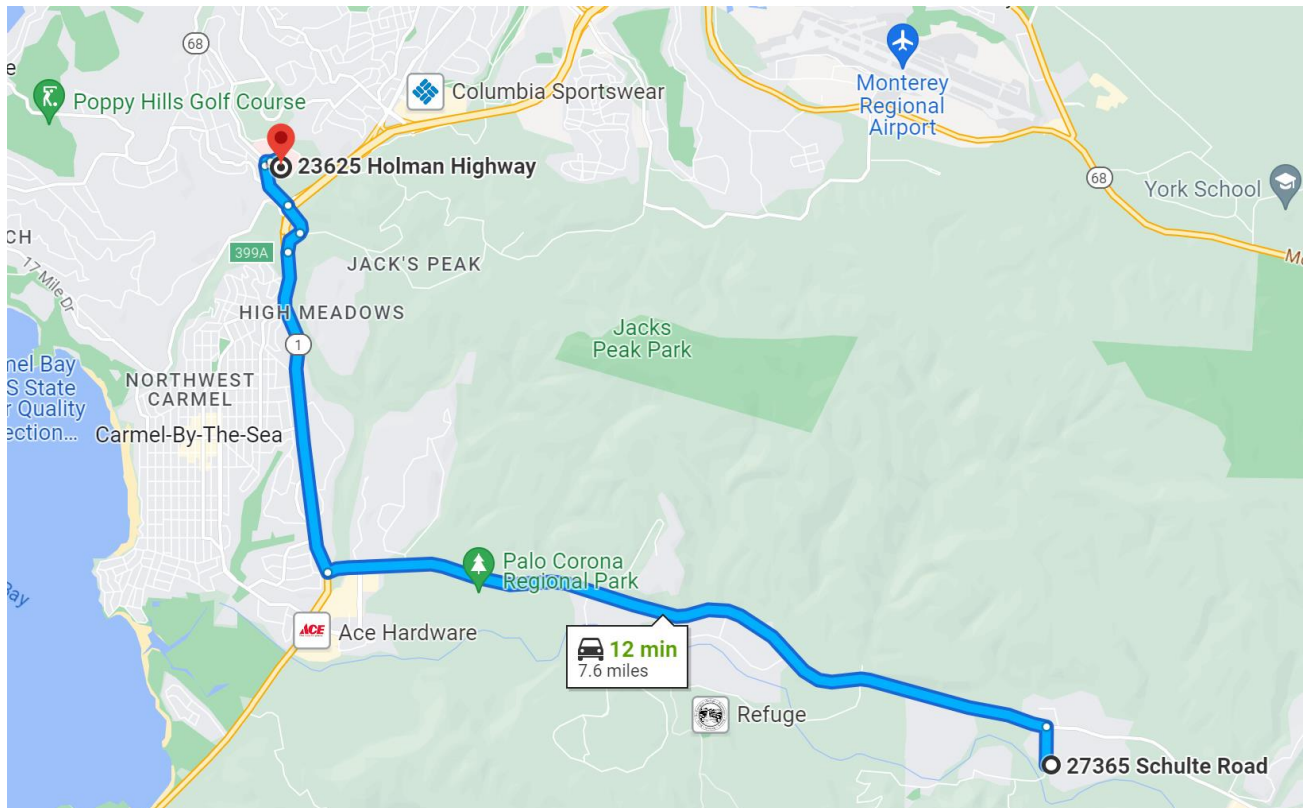 68
e
Poppy Hills Golf Course
Columbia Sportswear
Monterey
Regional
Airport
23625 Holman Highway
68
York School
CH
399A
17 Mile Dr
JACK'S PEAK
HIGH MEADOWS
1
Jacks
Peak Park
mel Bay
S State
r Quality
ection...
NORTHWEST
CARMEL
Carmel-By-The-Sea
Palo Corona
Regional Park
Bay
ACE
Ace Hardware
12 min
7.6 miles
Refuge
27365 Schulte Road